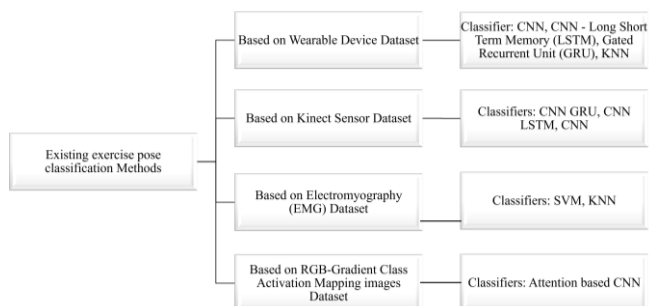 Existing exercise pose
classification Methods
Based on Wearable Device Dataset
Classifier: CNN, CNN - Long Short
Term Memory (LSTM), Gated
Recurrent Unit (GRU), KNN
Based on Kinect Sensor Dataset
Classifiers: CNN GRU, CNN
LSTM, CNN
Based on Electromyography
(EMG) Dataset
Classifiers: SVM, KNN
Based on RGB-Gradient Class
Activation Mapping images
Dataset
Classifiers: Attention based CNN